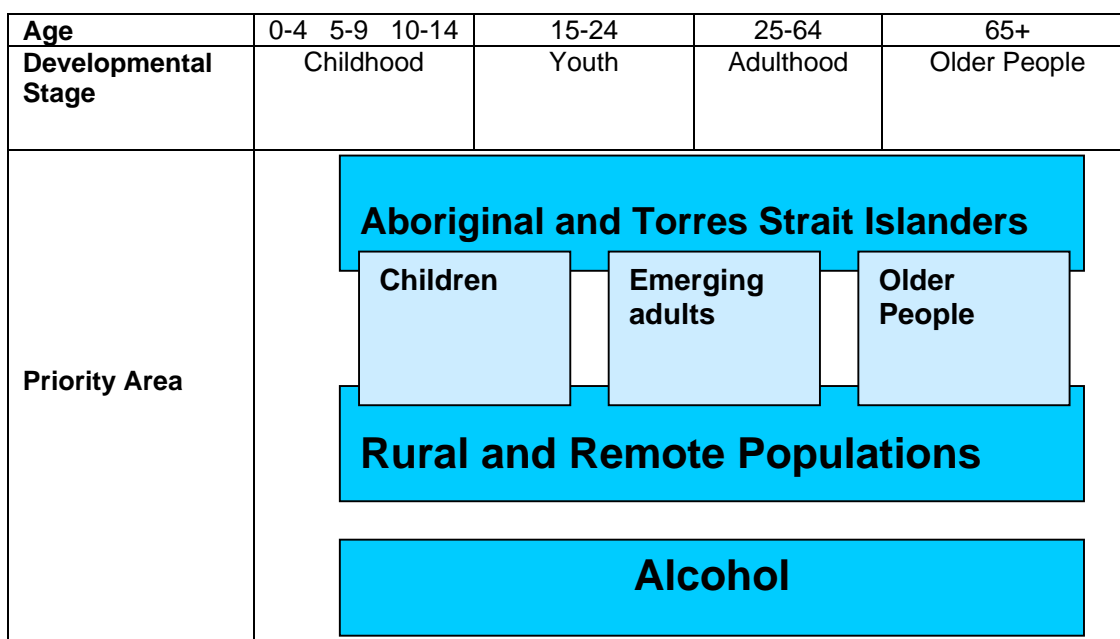 Age 0-4 5-9 10-14 15-24 25-64 65+
Developmental Childhood Youth Adulthood Older People
Stage
Aboriginal and Torres Strait Islanders
Children Emerging Older
adults People
Priority Area
Rural and Remote Populations
Alcohol